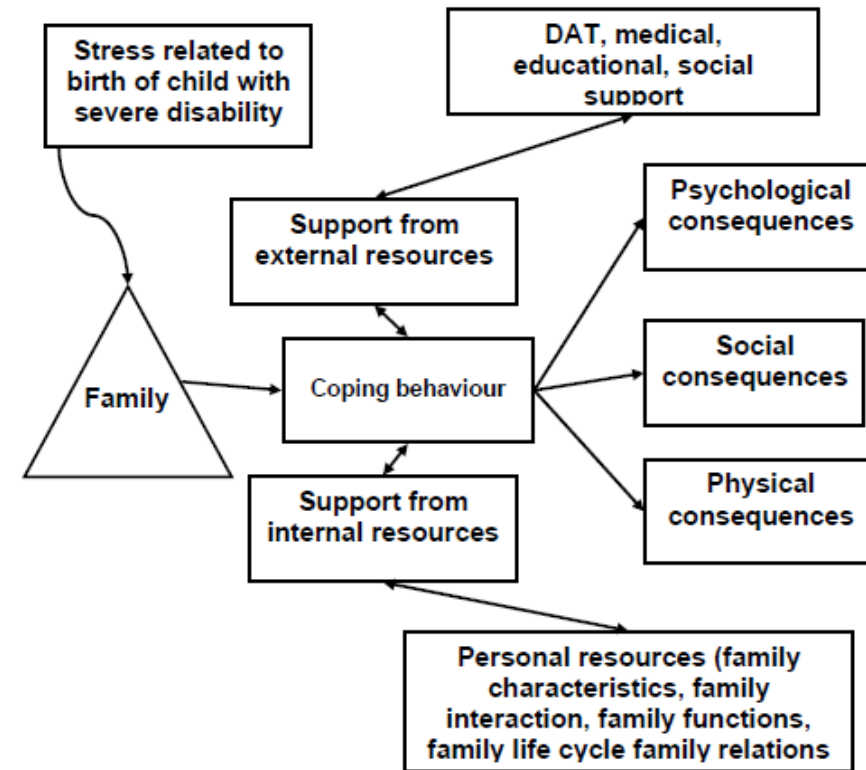 Stress related to
birth of child with
severe disability
DAT, medical,
educational, social
support
Support from
external resources
Psychological
consequences
Family
Coping behaviour
Social
consequences
Support from
internal resources
Physical
consequences
Personal resources (family
characteristics, family
interaction, family functions,
family life cycle family relations